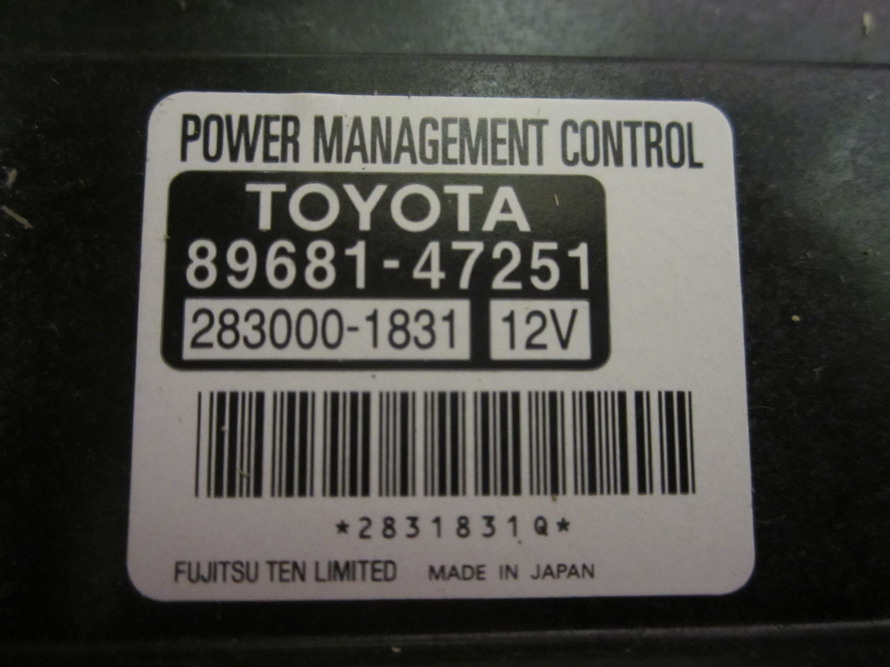 POWER MANAGEMENT CONTROL
TOYOTA
89681-47251
283000-1831 12V
*2831831Q*
FUJITSU TEN LIMITED MADE IN JAPAN